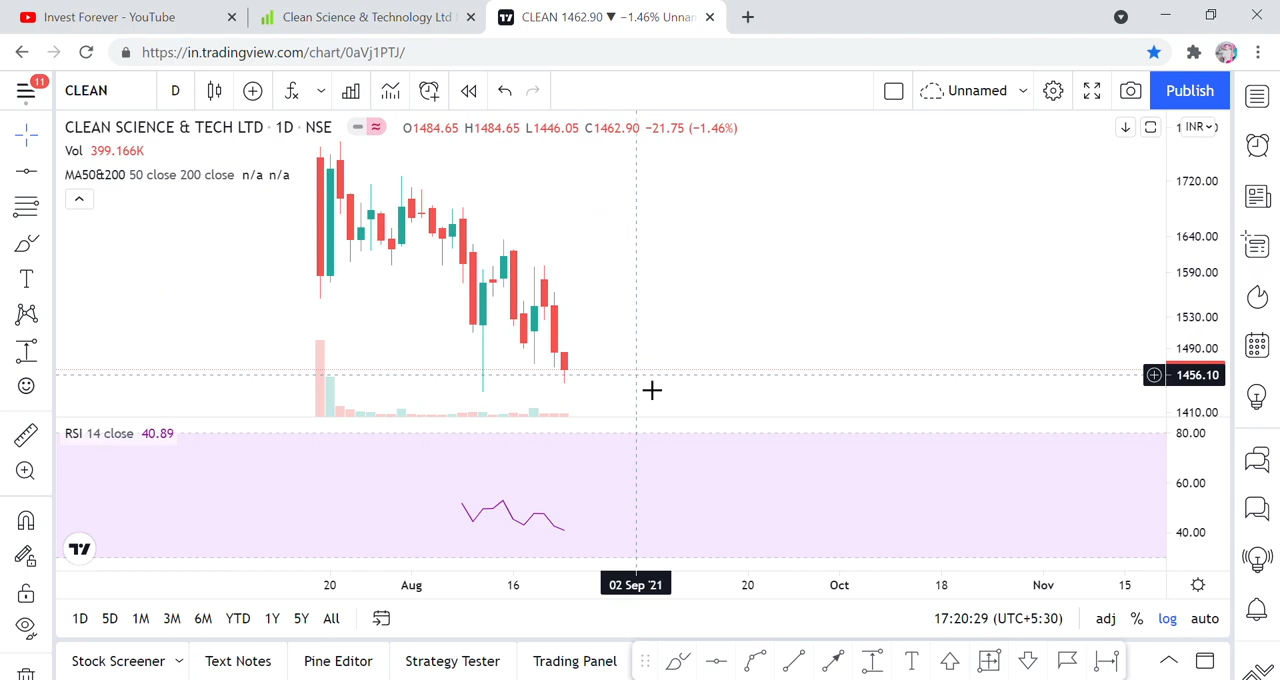 Invest Forever - YouTube
Clean Science & Technology Ltd
CLEAN 1462.90 ▼ −1.46% Unnar
https://in.tradingview.com/chart/0aVj1PTJ/
11
CLEAN
D
Unnamed
Publish
CLEAN SCIENCE & TECH LTD · 1D · NSE
O1484.65 H1484.65 L1446.05 C1462.90 −21.75 (−1.46%)
INR
Vol 399.166K
MA50&200 50 close 200 close n/a n/a
1720.00
1640.00
1590.00
1530.00
1490.00
1456.10
1410.00
RSI 14 close 40.89
80.00
60.00
40.00
20
Aug
16
02 Sep '21
20
Oct
18
Nov
15
1D 5D 1M 3M 6M YTD 1Y 5Y All
17:20:29 (UTC+5:30)
adj % log auto
Stock Screener
Text Notes
Pine Editor
Strategy Tester
Trading Panel